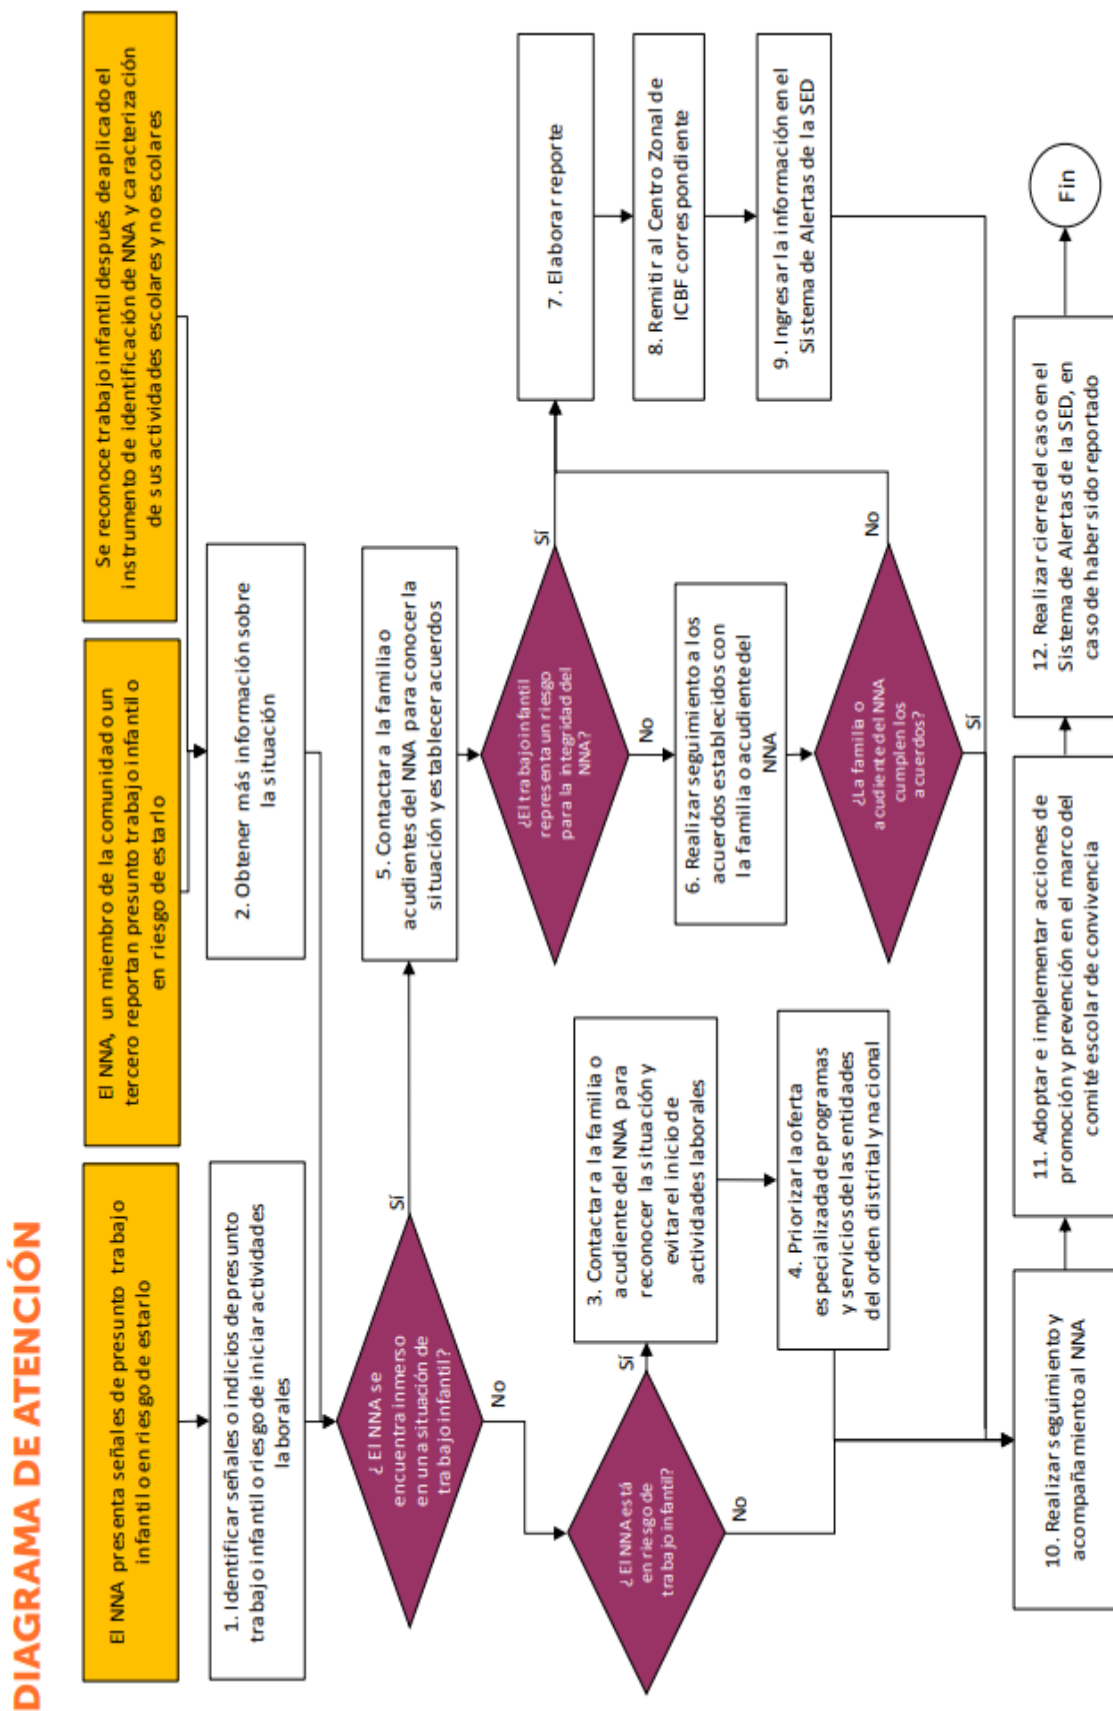 DIAGRAMA DE ATENCIÓN
El NNA presenta señales de presunto trabajo
infantil o en riesgo de estarlo
El NNA, un miembro de la comunidad o un
tercero reportan presunto trabajo infantil o
en riesgo de estarlo
Se reconoce trabajo infantil después de aplicado el
instrumento de identificación de NNA y caracterización
de sus actividades escolares y no escolares
1. Identificar señales o indicios de presunto
trabajo infantil o riesgo de iniciar actividades
laborales
2. Obtener más información sobre
la situación
¿El NNA se
encuentra inmerso
en una situación de
trabajo infantil?
Sí
No
5. Contactar a la familia o
acudientes del NNA para conocer la
situación y establecer acuerdos
¿El trabajo infantil
representa un riesgo
para la integridad del
NNA?
Sí
No
7. Elaborar reporte
8. Remitir al Centro Zonal de
ICBF correspondiente
9. Ingresar la información en el
Sistema de Alertas de la SED
¿El NNA está
en riesgo de
trabajo infantil?
Sí
No
3. Contactar a la familia o
acudiente del NNA para
reconocer la situación y
evitar el inicio de
actividades laborales
4. Priorizar la oferta
especializada de programas
y servicios de las entidades
del orden distrital y nacional
6. Realizar seguimiento a los
acuerdos establecidos con
la familia o acudiente del
NNA
¿La familia o
acudiente del NNA
cumplen los
acuerdos?
No
Sí
10. Realizar seguimiento y
acompañamiento al NNA
11. Adoptar e implementar acciones de
promoción y prevención en el marco del
comité escolar de convivencia
12. Realizar cierre del caso en el
Sistema de Alertas de la SED, en
caso de haber sido reportado
Fin